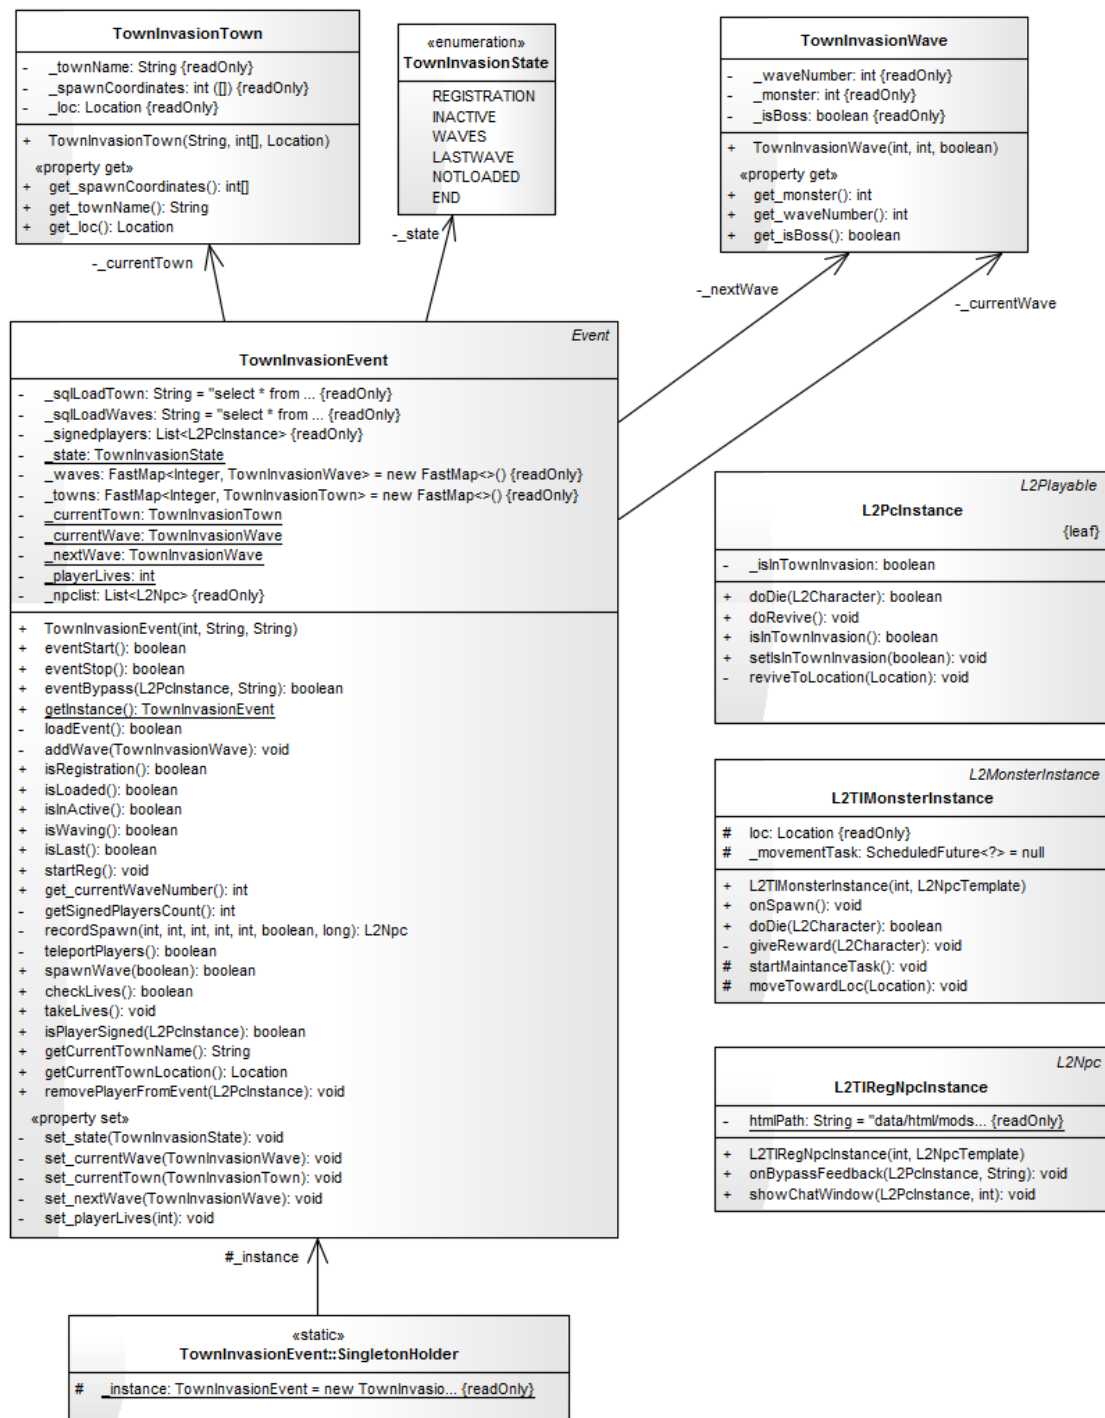 TownInvasionTown
- _townName: String {readOnly}
- _spawnCoordinates: int ([]) {readOnly}
- _loc: Location {readOnly}
+ TownInvasionTown(String, int[], Location)
«property get»
+ get_spawnCoordinates(): int[]
+ get_townName(): String
+ get_loc(): Location
«enumeration»
TownInvasionState
REGISTRATION
INACTIVE
WAVES
LASTWAVE
NOTLOADED
END
TownInvasionWave
- _waveNumber: int {readOnly}
- _monster: int {readOnly}
- _isBoss: boolean {readOnly}
+ TownInvasionWave(int, int, boolean)
«property get»
+ get_monster(): int
+ get_waveNumber(): int
+ get_isBoss(): boolean
-_currentTown
-_state
-_nextWave
-_currentWave
Event
TownInvasionEvent
- _sqlLoadTown: String = "select * from ... {readOnly}
- _sqlLoadWaves: String = "select * from ... {readOnly}
- _signedplayers: List<L2PcInstance> {readOnly}
- _state: TownInvasionState
- _waves: FastMap<Integer, TownInvasionWave> = new FastMap<>() {readOnly}
- _towns: FastMap<Integer, TownInvasionTown> = new FastMap<>() {readOnly}
- _currentTown: TownInvasionTown
- _currentWave: TownInvasionWave
- _nextWave: TownInvasionWave
- _playerLives: int
- _npclist: List<L2Npc> {readOnly}
+ TownInvasionEvent(int, String, String)
+ eventStart(): boolean
+ eventStop(): boolean
+ eventBypass(L2PcInstance, String): boolean
+ getInstance(): TownInvasionEvent
- loadEvent(): boolean
- addWave(TownInvasionWave): void
+ isRegistration(): boolean
+ isLoaded(): boolean
+ isInActive(): boolean
+ isWaving(): boolean
+ isLast(): boolean
+ startReg(): void
+ get_currentWaveNumber(): int
- getSignedPlayersCount(): int
- recordSpawn(int, int, int, int, int, boolean, long): L2Npc
- teleportPlayers(): boolean
+ spawnWave(boolean): boolean
+ checkLives(): boolean
+ takeLives(): void
+ isPlayerSigned(L2PcInstance): boolean
+ getCurrentTownName(): String
+ getCurrentTownLocation(): Location
+ removePlayerFromEvent(L2PcInstance): void
«property set»
- set_state(TownInvasionState): void
- set_currentWave(TownInvasionWave): void
- set_currentTown(TownInvasionTown): void
- set_nextWave(TownInvasionWave): void
- set_playerLives(int): void
L2Playable
L2PcInstance
{leaf}
- _isInTownInvasion: boolean
+ doDie(L2Character): boolean
+ doRevive(): void
+ isInTownInvasion(): boolean
+ setIsInTownInvasion(boolean): void
- reviveToLocation(Location): void
L2MonsterInstance
L2TIMonsterInstance
# loc: Location {readOnly}
# _movementTask: ScheduledFuture<?> = null
+ L2TIMonsterInstance(int, L2NpcTemplate)
+ onSpawn(): void
+ doDie(L2Character): boolean
- giveReward(L2Character): void
# startMaintanceTask(): void
# moveTowardLoc(Location): void
L2Npc
L2TIRegNpcInstance
- htmlPath: String = "data/html/mods... {readOnly}
+ L2TIRegNpcInstance(int, L2NpcTemplate)
+ onBypassFeedback(L2PcInstance, String): void
+ showChatWindow(L2PcInstance, int): void
#_instance
«static»
TownInvasionEvent::SingletonHolder
# _instance: TownInvasionEvent = new TownInvasio... {readOnly}